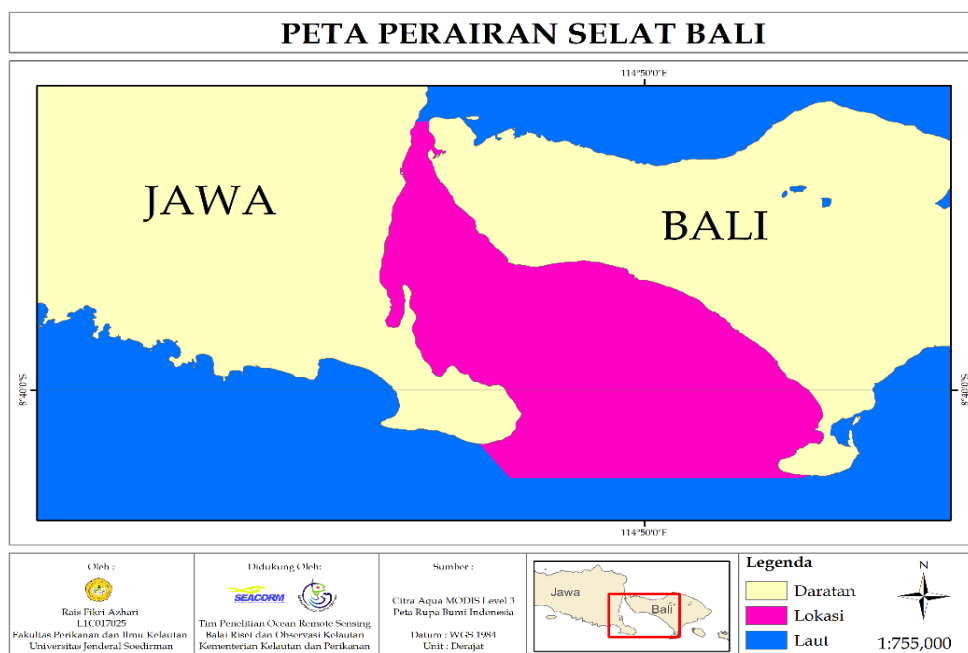 PETA PERAIRAN SELAT BALI
114°50'0"E
JAWA
BALI
8°40'0"S
8°40'0"S
114°50'0"E
Oleh :
Rais Fikri Azhari
L1C017025
Fakultas Perikanan dan Ilmu Kelautan
Universitas Jenderal Soedirman
Didukung Oleh:
SEACORM
Tim Penelitian Ocean Remote Sensing
Balai Riset dan Observasi Kelautan
Kementerian Kelautan dan Perikanan
Sumber :
Citra Aqua MODIS Level 3
Peta Rupa Bumi Indonesia
Datum : WGS 1984
Unit : Derajat
Jawa
Bali
Legenda
Daratan
Lokasi
Laut
N
1:755,000